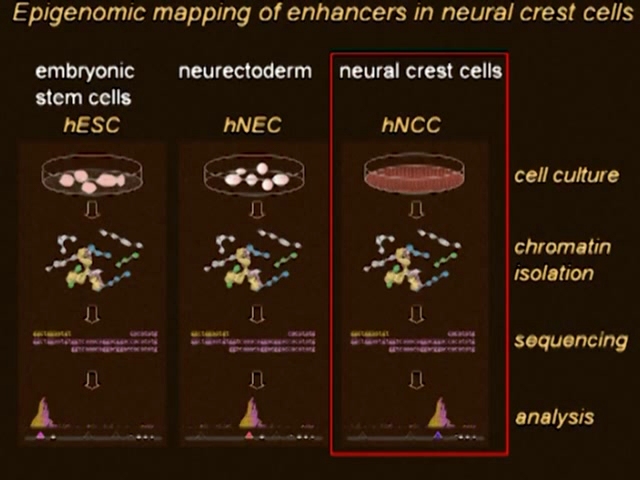 Epigenomic mapping of enhancers in neural crest cells
embryonic
stem cells
neurectoderm
neural crest cells
hESC
hNEC
hNCC
cell culture
chromatin
isolation
sequencing
analysis